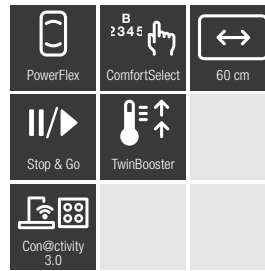 B
2345
PowerFlex
ComfortSelect
60 cm
Stop & Go
TwinBooster
Con@ctivity
3.0